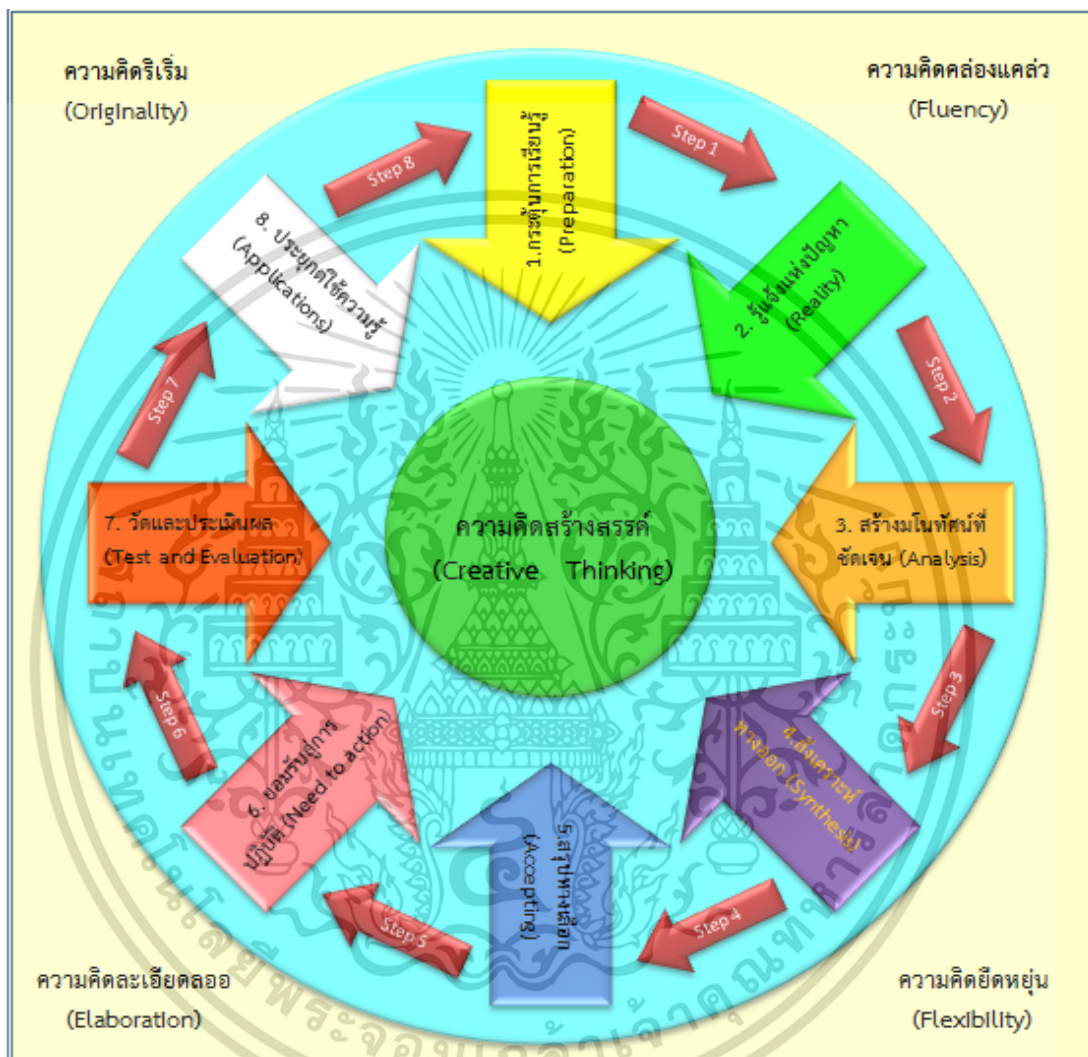 ความคิดริเริ่ม
(Originality)
ความคิดคล่องแคล่ว
(Fluency)
1.กระตุ้นการเรียนรู้
(Preparation)
Step 1
2. รู้แจ้งแห่งปัญหา
(Reality)
Step 2
3. สร้างมโนทัศน์ที่
ชัดเจน (Analysis)
Step 3
4.สังเคราะห์
ทางออก (Synthesis)
Step 4
5.สรุปทางเลือก
(Accepting)
Step 5
6. ยอมรับสู่การ
ปฏิบัติ (Need to action)
Step 6
7. วัดและประเมินผล
(Test and Evaluation)
Step 7
8. ประยุกต์ใช้ความรู้
(Applications)
Step 8
ความคิดสร้างสรรค์
(Creative Thinking)
ความคิดละเอียดลออ
(Elaboration)
ความคิดยืดหยุ่น
(Flexibility)